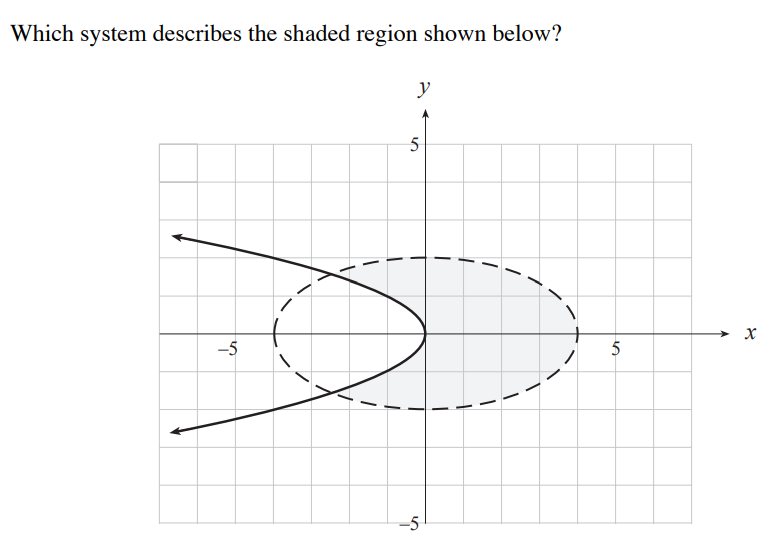 Which system describes the shaded region shown below?
y
5
x
–5
5
–5